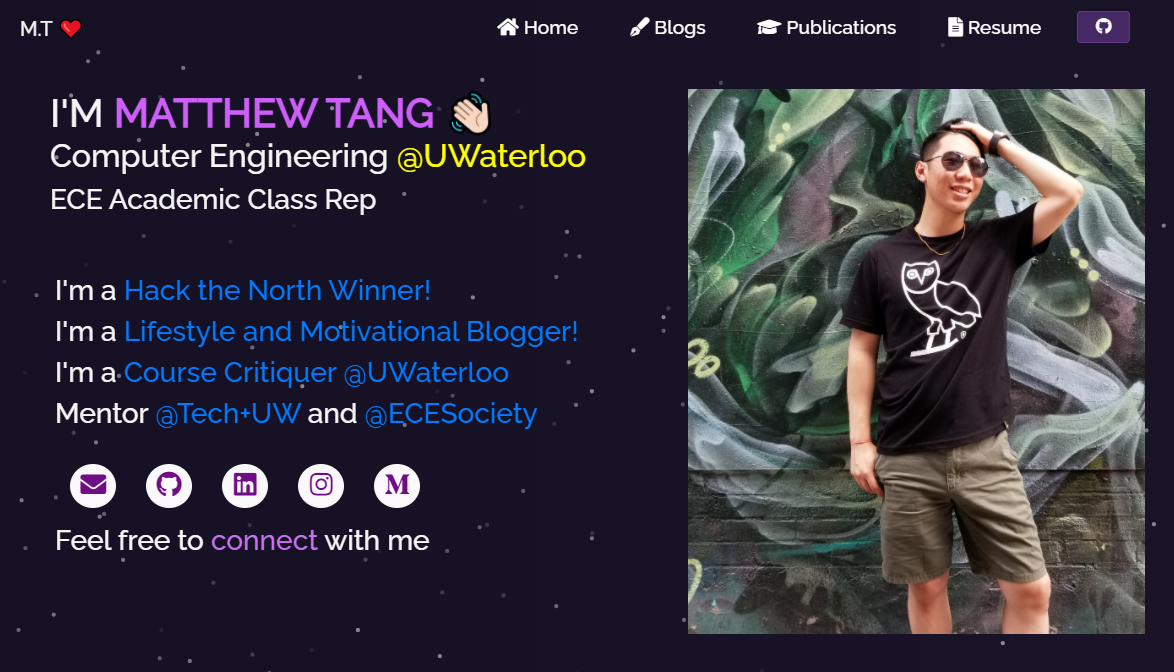 M.T
Home
Blogs
Publications
Resume
I'M MATTHEW TANG
Computer Engineering @UWaterloo
ECE Academic Class Rep
I'm a Hack the North Winner!
I'm a Lifestyle and Motivational Blogger!
I'm a Course Critiquer @UWaterloo
Mentor @Tech+UW and @ECESociety
M
Feel free to connect with me